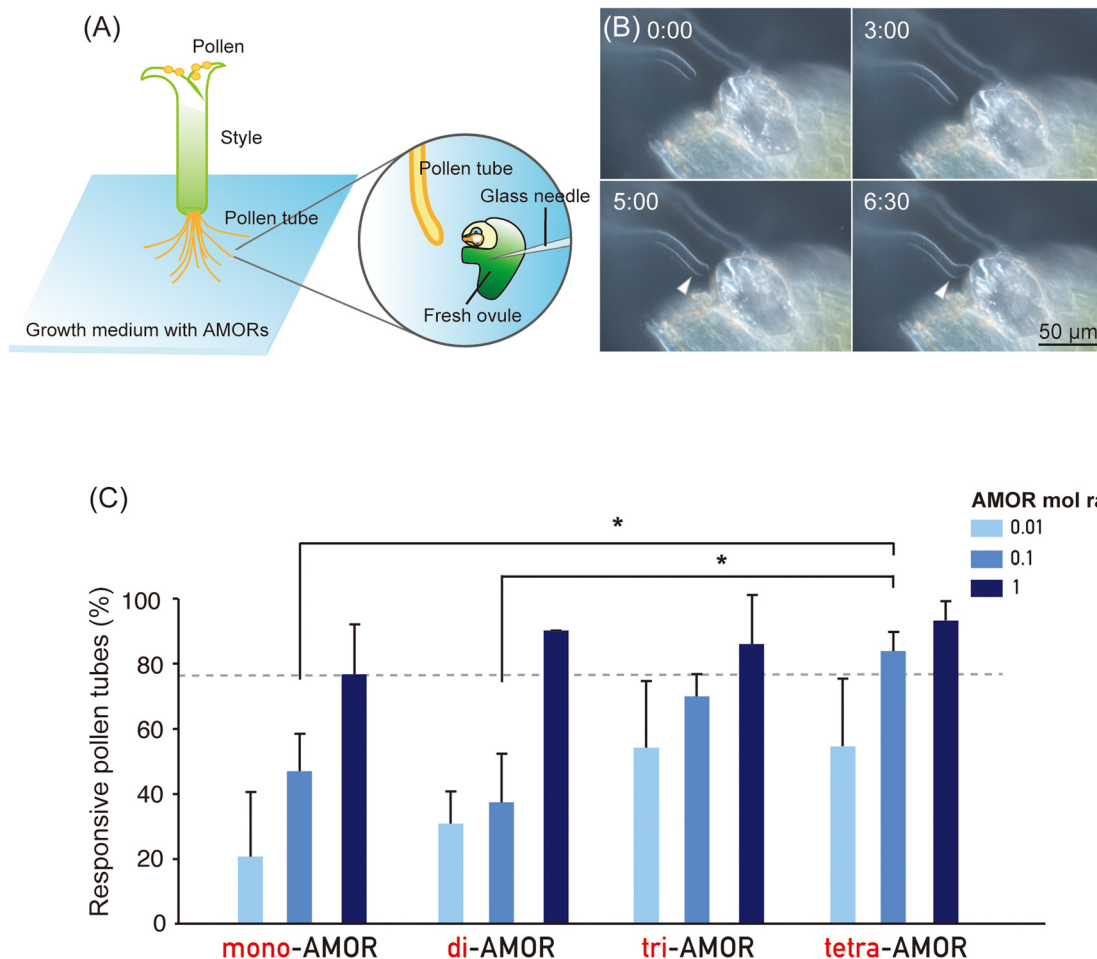 (A)
Pollen
Style
Pollen tube
Growth medium with AMORs
Pollen tube
Glass needle
Fresh ovule
(B)
0:00
3:00
5:00
6:30
50 µm
(C)
AMOR mol
0.01
0.1
1
*
*
Responsive pollen tubes (%)
100
80
60
40
20
0
mono-AMOR
di-AMOR
tri-AMOR
tetra-AMOR